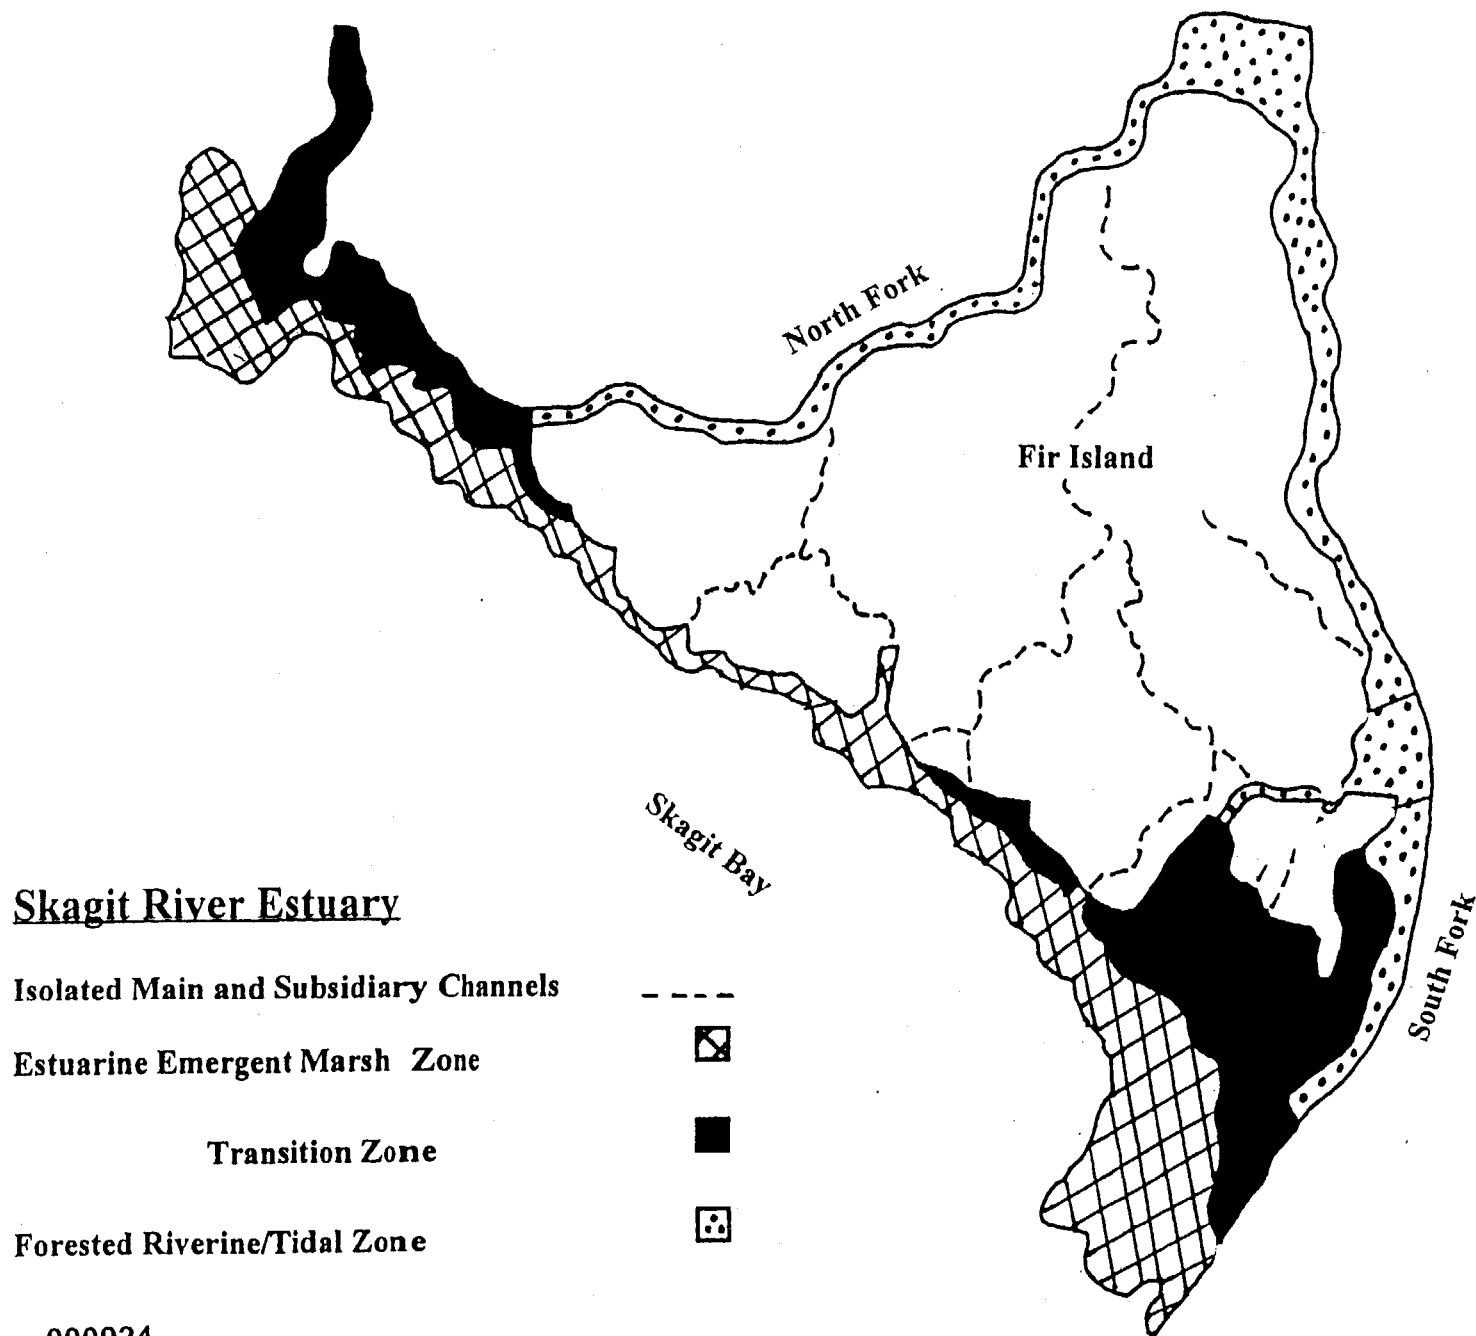 North Fork
Fir Island
Skagit Bay
South Fork
Skagit River Estuary
Isolated Main and Subsidiary Channels
Estuarine Emergent Marsh Zone
Transition Zone
Forested Riverine/Tidal Zone
000924